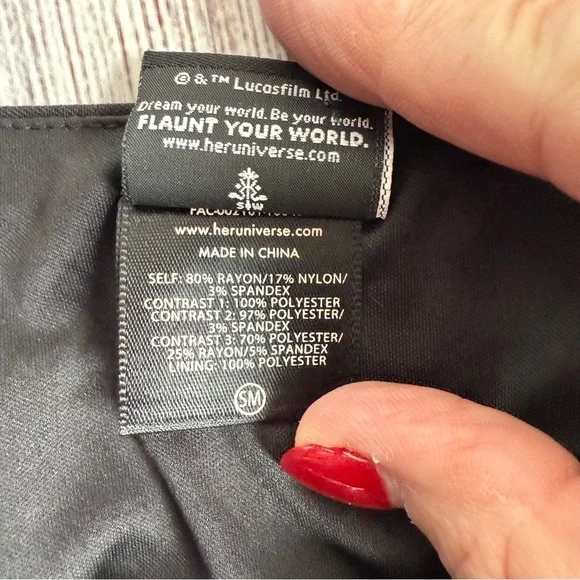 © & ™ Lucasfilm Ltd.
Dream your world. Be your world.
FLAUNT YOUR WORLD.
www.heruniverse.com
www.heruniverse.com
MADE IN CHINA
SELF: 80% RAYON/17% NYLON/
3% SPANDEX
CONTRAST 1: 100% POLYESTER
CONTRAST 2: 97% POLYESTER/
3% SPANDEX
CONTRAST 3: 70% POLYESTER/
25% RAYON/5% SPANDEX
LINING: 100% POLYESTER
SM